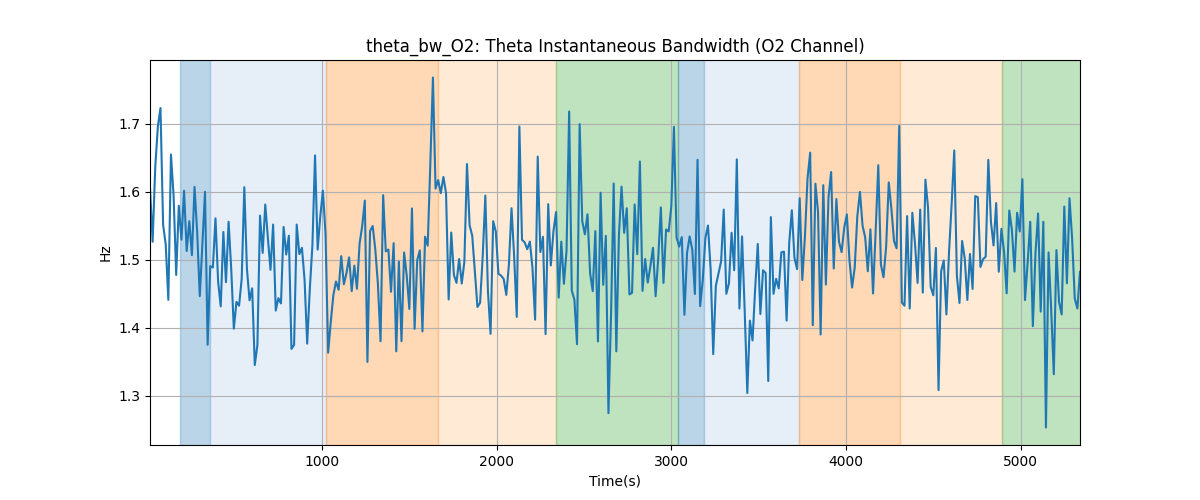 theta_bw_O2: Theta Instantaneous Bandwidth (O2 Channel)
Hz
1.7
1.6
1.5
1.4
1.3
1000 2000 3000 4000 5000
Time(s)